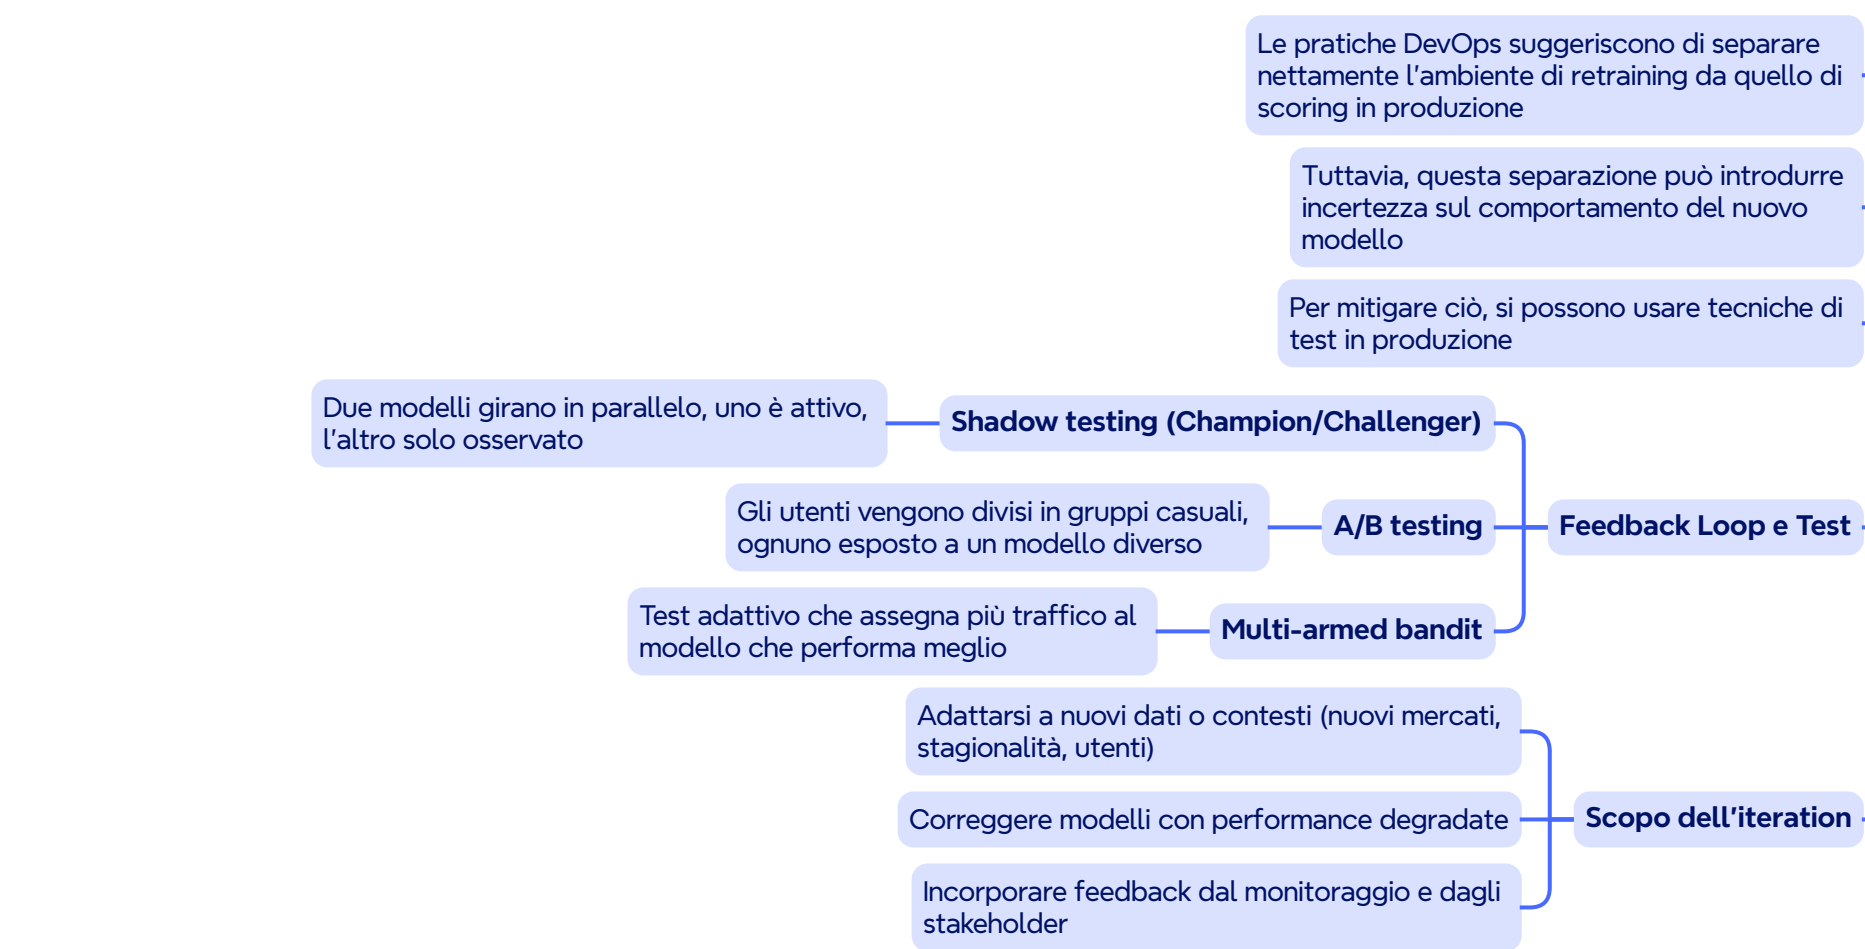 Le pratiche DevOps suggeriscono di separare
nettamente l'ambiente di retraining da quello di
scoring in produzione
Tuttavia, questa separazione può introdurre
incertezza sul comportamento del nuovo
modello
Per mitigare ciò, si possono usare tecniche di
test in produzione
Due modelli girano in parallelo, uno è attivo,
l'altro solo osservato
Shadow testing (Champion/Challenger)
Gli utenti vengono divisi in gruppi casuali,
ognuno esposto a un modello diverso
A/B testing
Feedback Loop e Test
Test adattivo che assegna più traffico al
modello che performa meglio
Multi-armed bandit
Adattarsi a nuovi dati o contesti (nuovi mercati,
stagionalità, utenti)
Correggere modelli con performance degradate
Scopo dell'iteration
Incorporare feedback dal monitoraggio e dagli
stakeholder